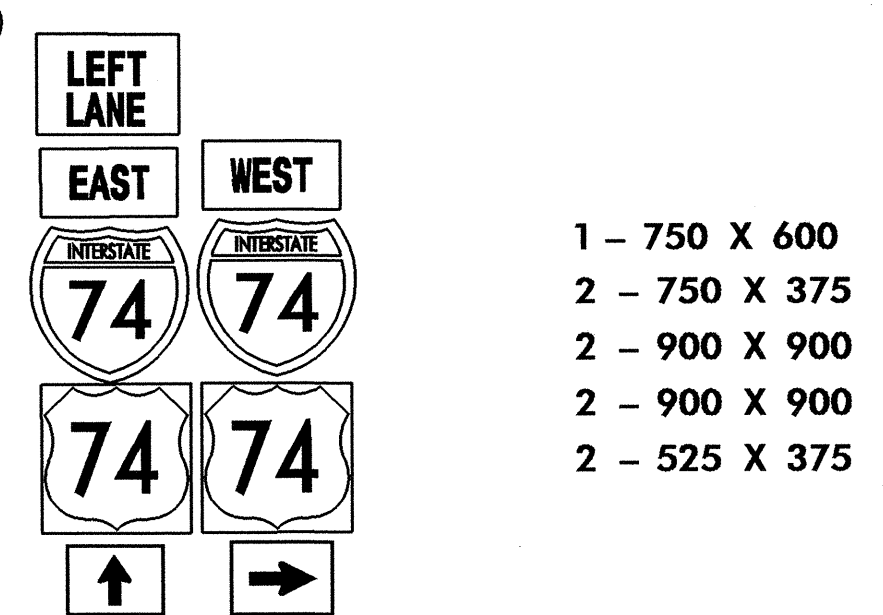 LEFT
LANE
EAST
WEST
INTERSTATE
INTERSTATE
74
74
74
74
1 – 750 X 600
2 – 750 X 375
2 – 900 X 900
2 – 900 X 900
2 – 525 X 375